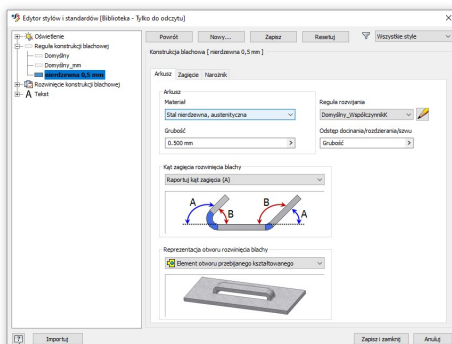 Edytor stylów i standardów [Biblioteka - Tylko do odczytu]
Oświetlenie
Reguła konstrukcji blachowej
Domyślny
Domyślny_mm
nierdzewna 0,5 mm
Rozwinięcie konstrukcji blachowej
Tekst
Powrót
Nowy...
Zapisz
Resetuj
Wszystkie style
Konstrukcja blachowa [ nierdzewna 0,5 mm ]
Arkusz Zagięcie Narożnik
Arkusz
Materiał
Stal nierdzewna, austenityczna
Grubość
0.500 mm
Reguła rozwijania
Domyślny_WspółczynnikK
Odstęp docinania/rozdzierania/szwu
Grubość
Kąt zagięcia rozwinięcia blachy
Raportuj kąt zagięcia (A)
A
B
B
A
Reprezentacja otworu rozwinięcia blachy
Element otworu przebijanego kształtowanego
Importuj
Zapisz i zamknij
Anuluj